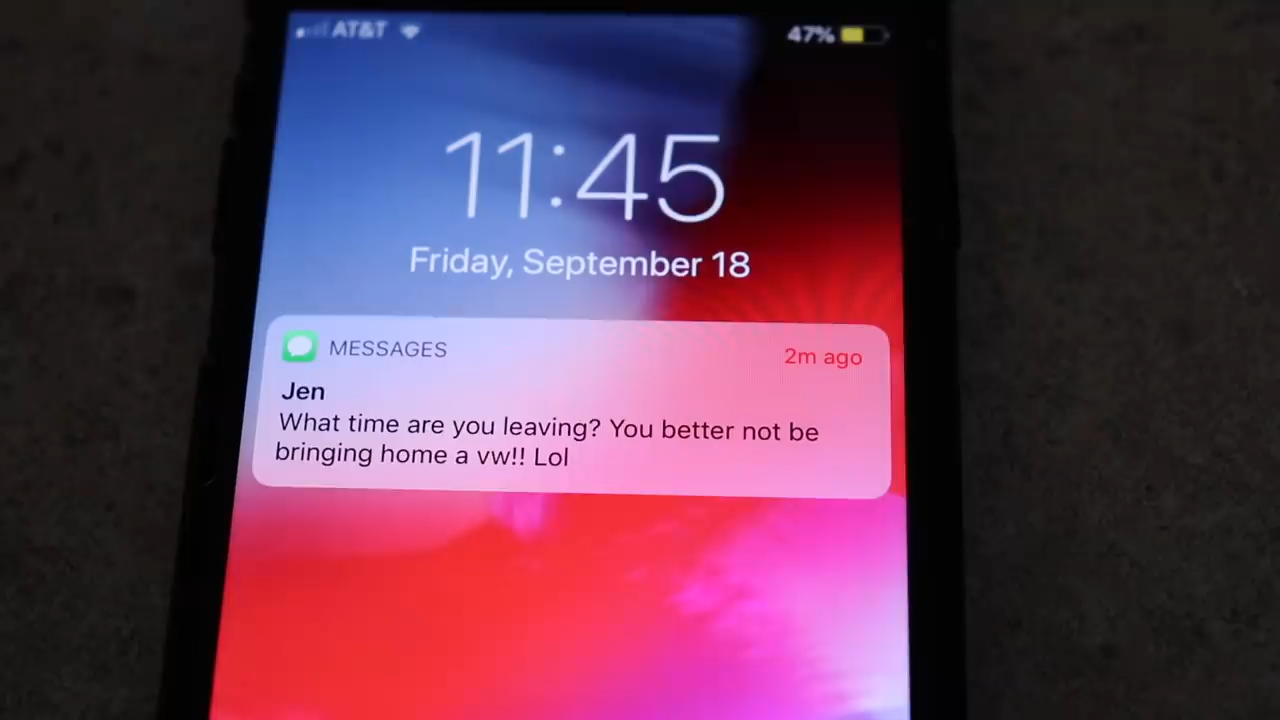 AT&T 47%
11:45
Friday, September 18
MESSAGES 2m ago
Jen
What time are you leaving? You better not be
bringing home a vw!! Lol